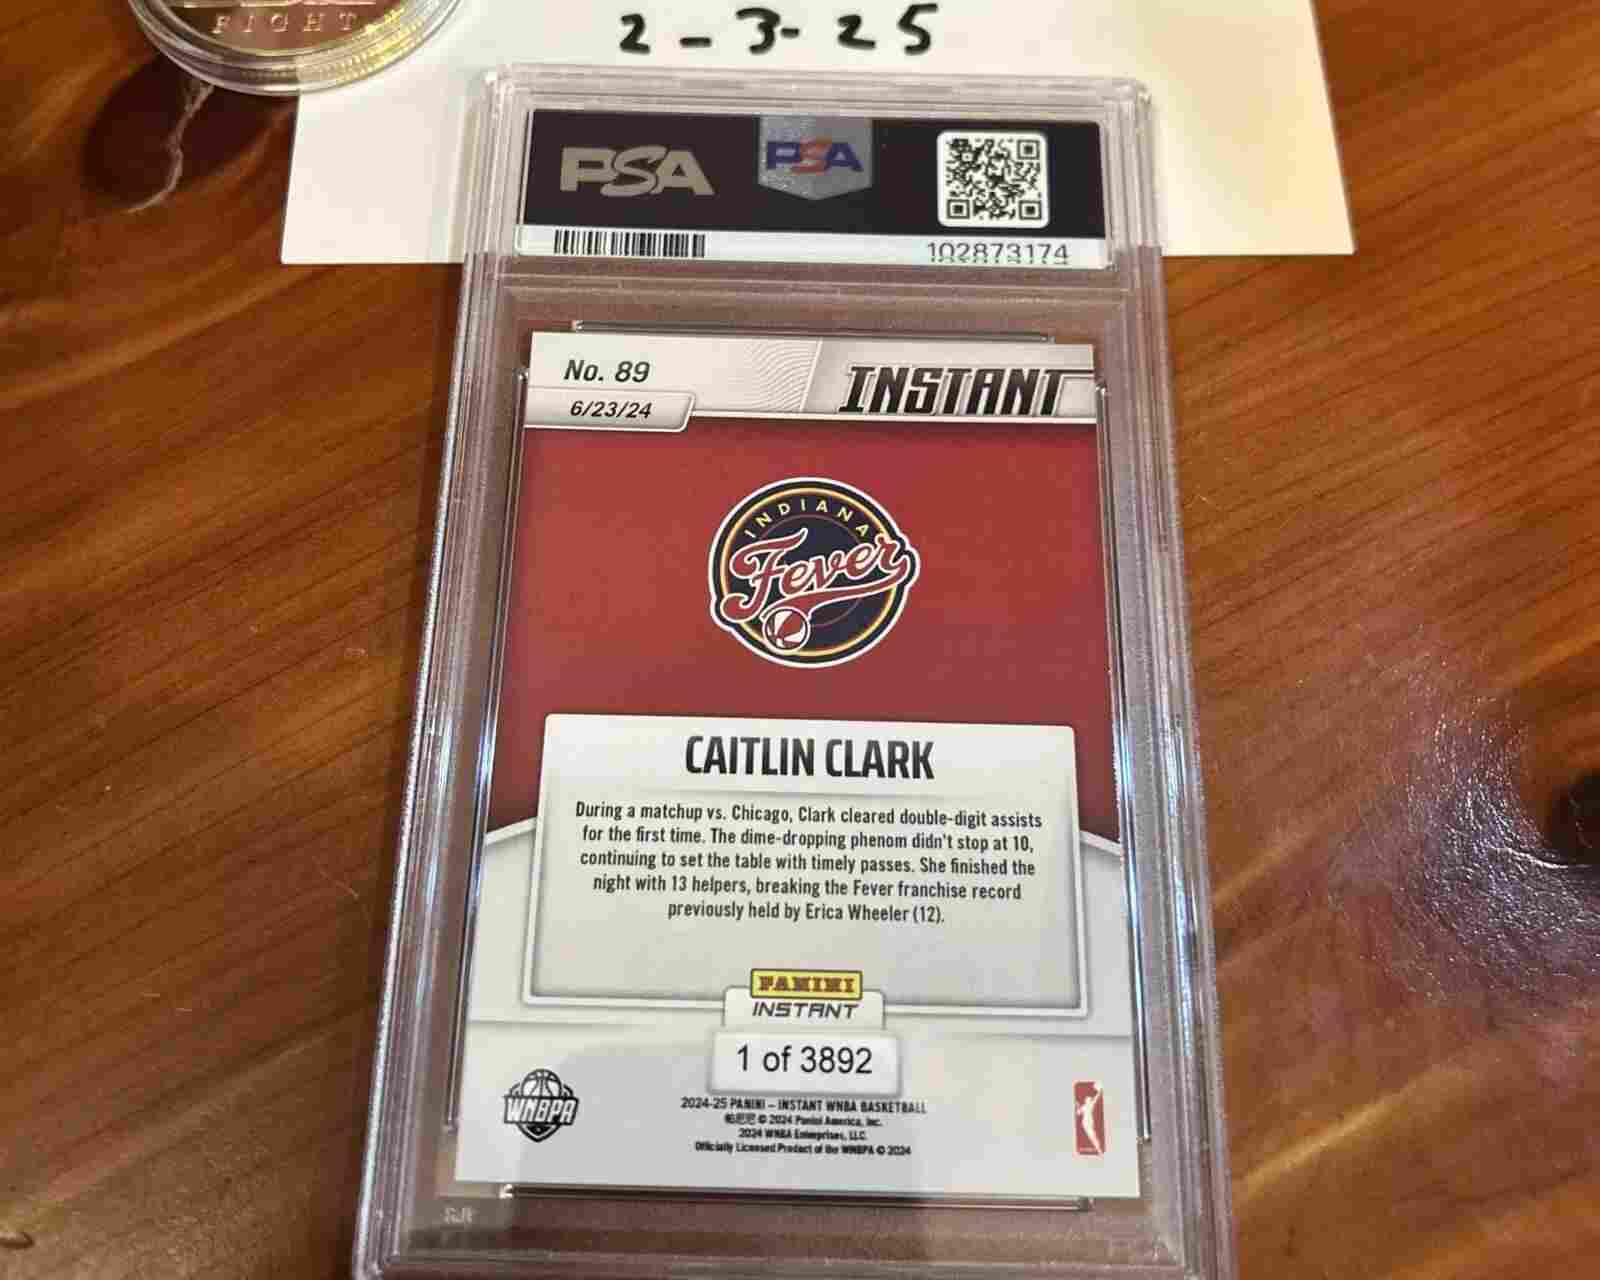 FIGHT
2-3-25
PSA
PSA
102873174
No. 89
INSTANT
6/23/24
INDIANA
Fever
CAITLIN CLARK
During a matchup vs. Chicago, Clark cleared double-digit assists
for the first time. The dime-dropping phenom didn't stop at 10,
continuing to set the table with timely passes. She finished the
night with 13 helpers, breaking the Fever franchise record
previously held by Erica Wheeler (12).
PANINI
INSTANT
1 of 3892
WNBPA
2024-25 PANINI – INSTANT WNBA BASKETBALL
帕尼尼 © 2024 Panini America, Inc.
2024 WNBA Enterprises, LLC.
Officially Licensed Product of the WNBPA © 2024